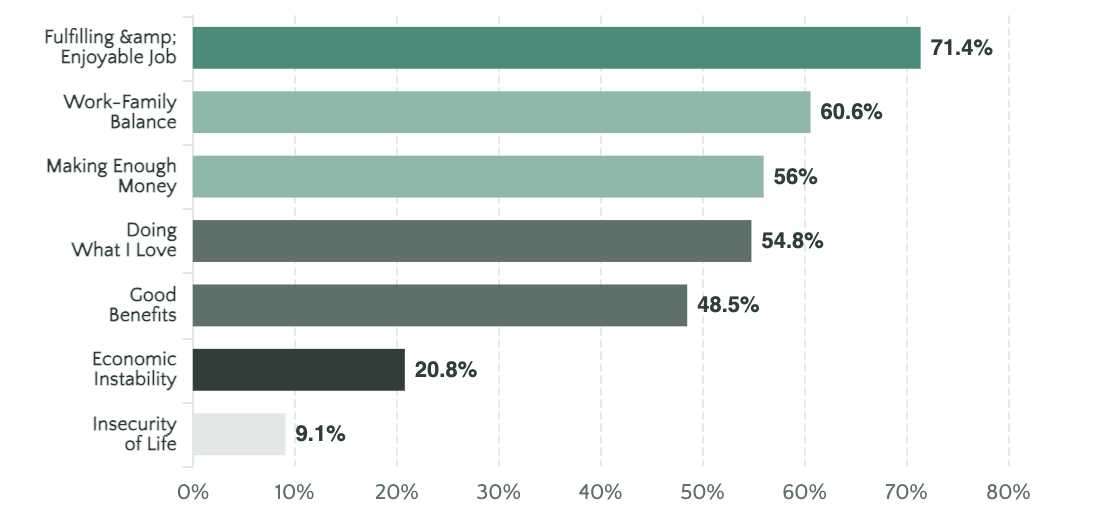 Fulfilling &amp;
Enjoyable Job
71.4%
Work-Family
Balance
60.6%
Making Enough
Money
56%
Doing
What I Love
54.8%
Good
Benefits
48.5%
Economic
Instability
20.8%
Insecurity
of Life
9.1%
0% 10% 20% 30% 40% 50% 60% 70% 80%